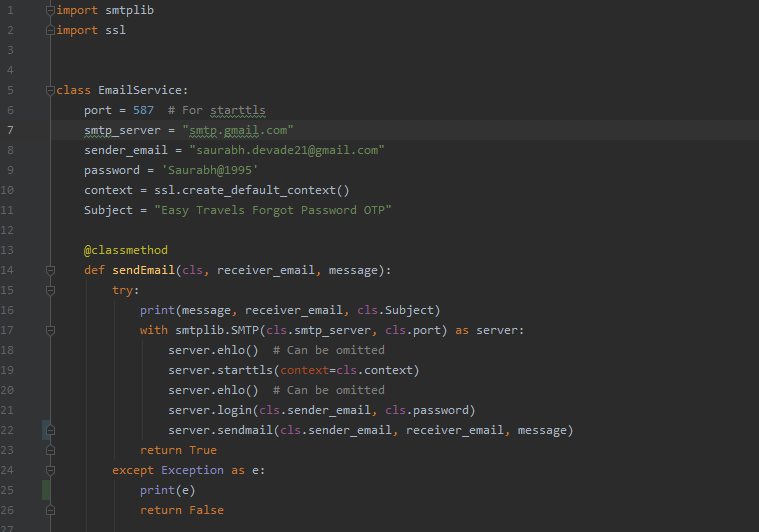 1 import smtplib
2 import ssl
3
4
5 class EmailService:
6 port = 587  # For starttls
7 smtp_server = "smtp.gmail.com"
8 sender_email = "saurabh.devade21@gmail.com"
9 password = 'Saurabh@1995'
10 context = ssl.create_default_context()
11 Subject = "Easy Travels Forgot Password OTP"
12
13 @classmethod
14 def sendEmail(cls, receiver_email, message):
15 try:
16 print(message, receiver_email, cls.Subject)
17 with smtplib.SMTP(cls.smtp_server, cls.port) as server:
18 server.ehlo()  # Can be omitted
19 server.starttls(context=cls.context)
20 server.ehlo()  # Can be omitted
21 server.login(cls.sender_email, cls.password)
22 server.sendmail(cls.sender_email, receiver_email, message)
23 return True
24 except Exception as e:
25 print(e)
26 return False
27